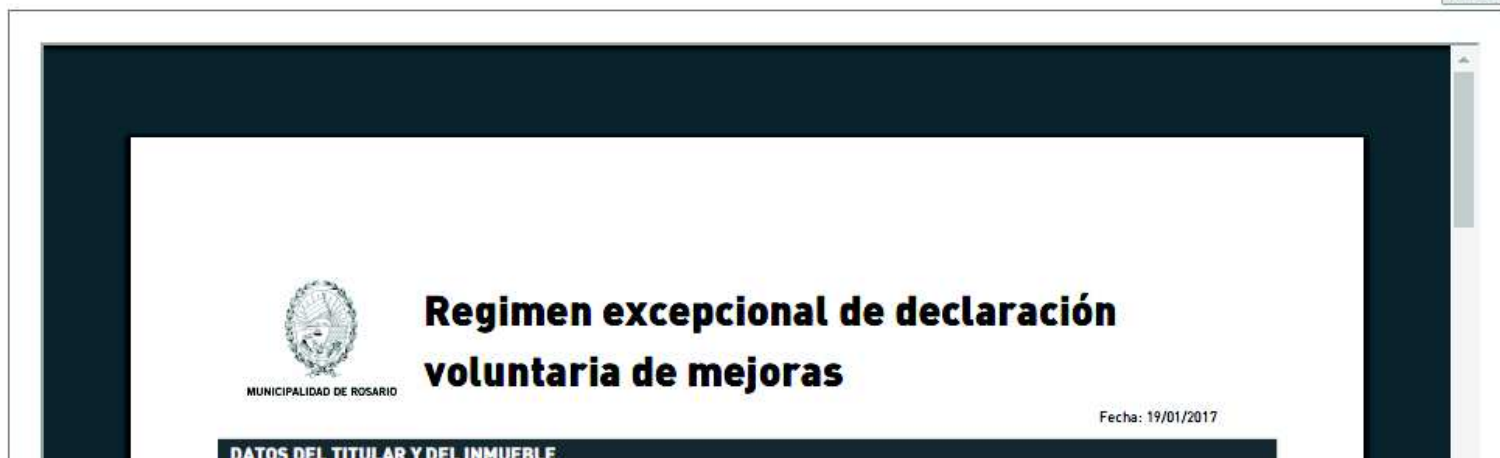 Regimen excepcional de declaración
voluntaria de mejoras
MUNICIPALIDAD DE ROSARIO
Fecha: 19/01/2017
DATOS DEL TITULAR Y DEL INMUEBLE